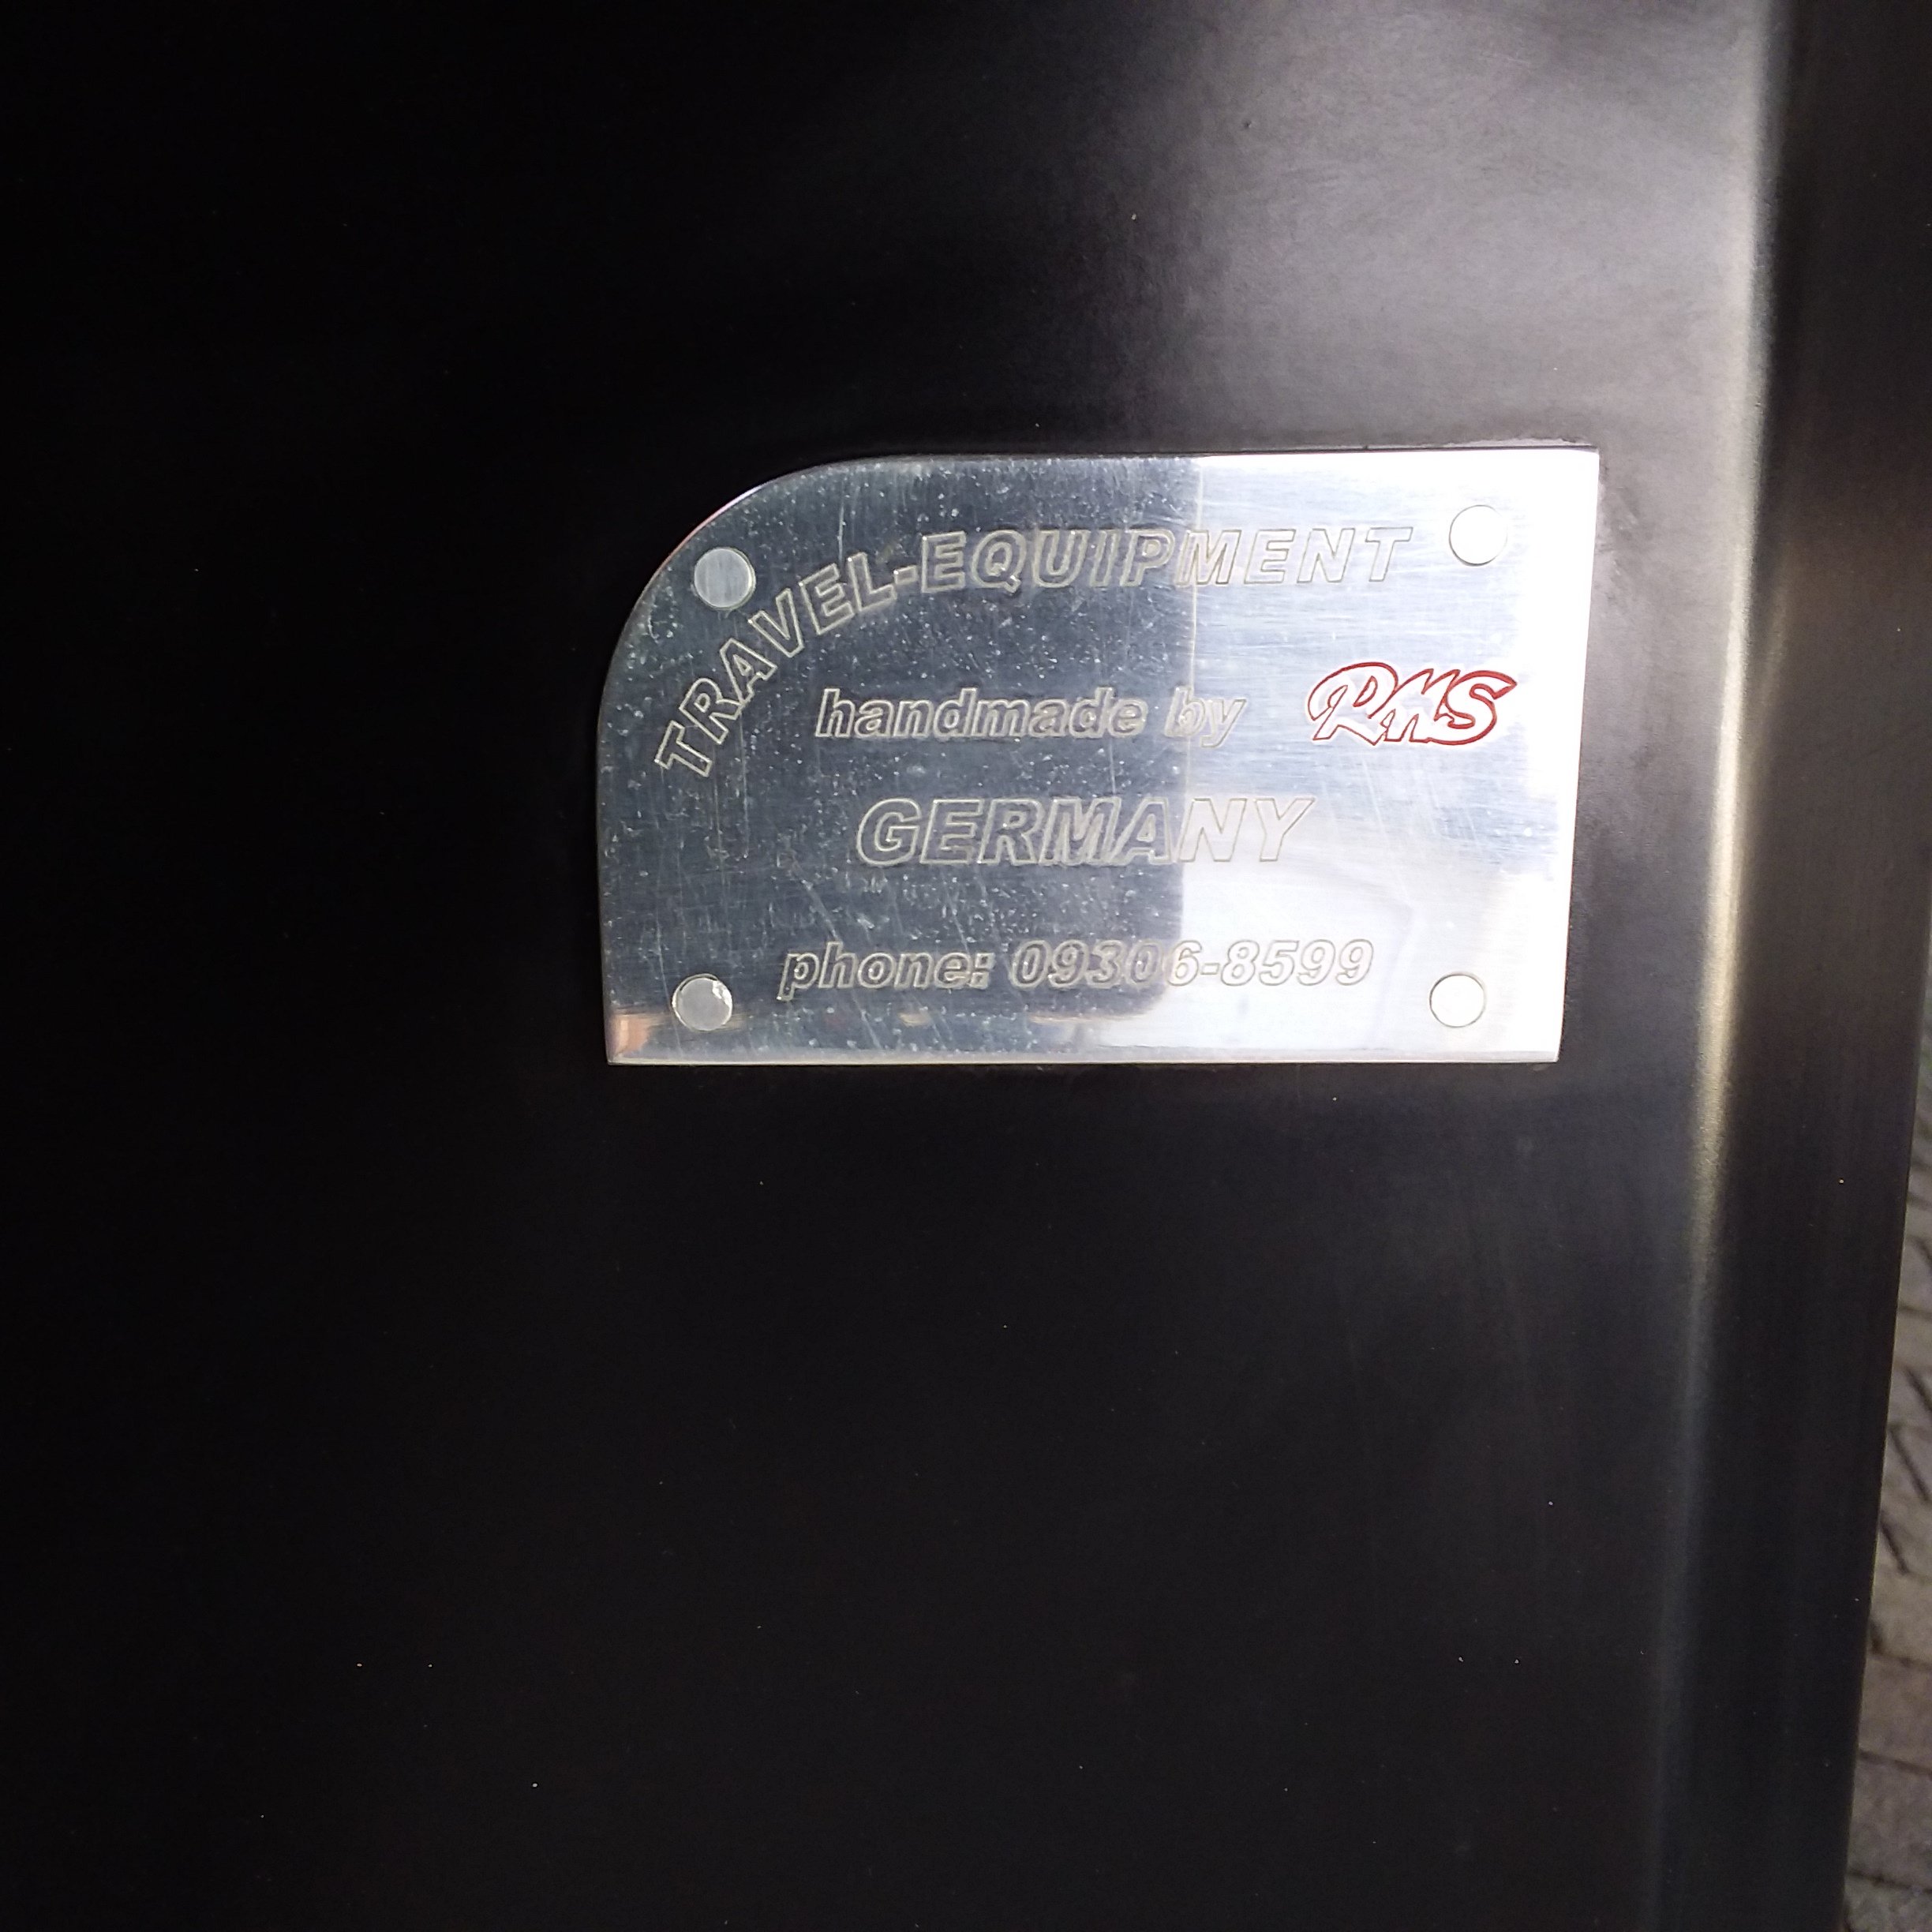 TRAVEL-EQUIPMENT
handmade by RMS
GERMANY
phone: 09306-8599